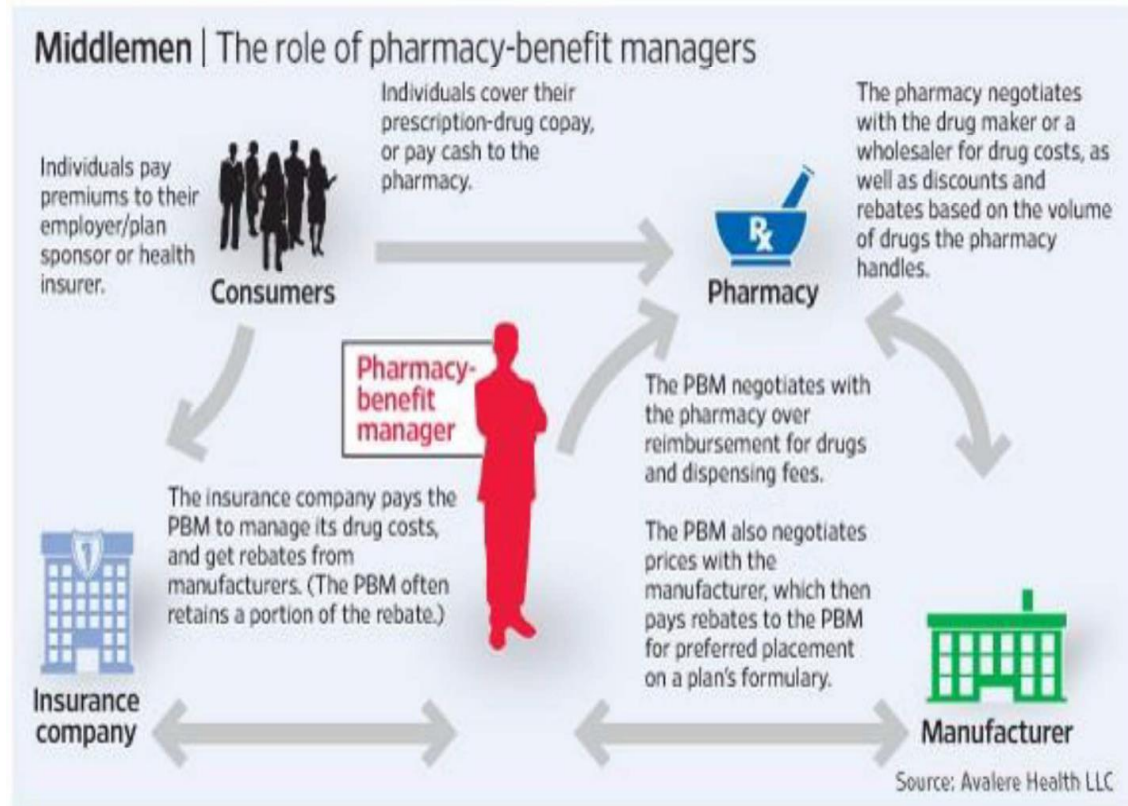 Middlemen | The role of pharmacy-benefit managers
Individuals pay
premiums to their
employer/plan
sponsor or health
insurer.
Consumers
Individuals cover their
prescription-drug copay,
or pay cash to the
pharmacy.
Rx
Pharmacy
The pharmacy negotiates
with the drug maker or a
wholesaler for drug costs, as
well as discounts and
rebates based on the volume
of drugs the pharmacy
handles.
Pharmacy-
benefit
manager
The PBM negotiates with
the pharmacy over
reimbursement for drugs
and dispensing fees.
The insurance company pays the
PBM to manage its drug costs,
and get rebates from
manufacturers. (The PBM often
retains a portion of the rebate.)
The PBM also negotiates
prices with the
manufacturer, which then
pays rebates to the PBM
for preferred placement
on a plan's formulary.
Insurance
company
Manufacturer
Source: Avalere Health LLC